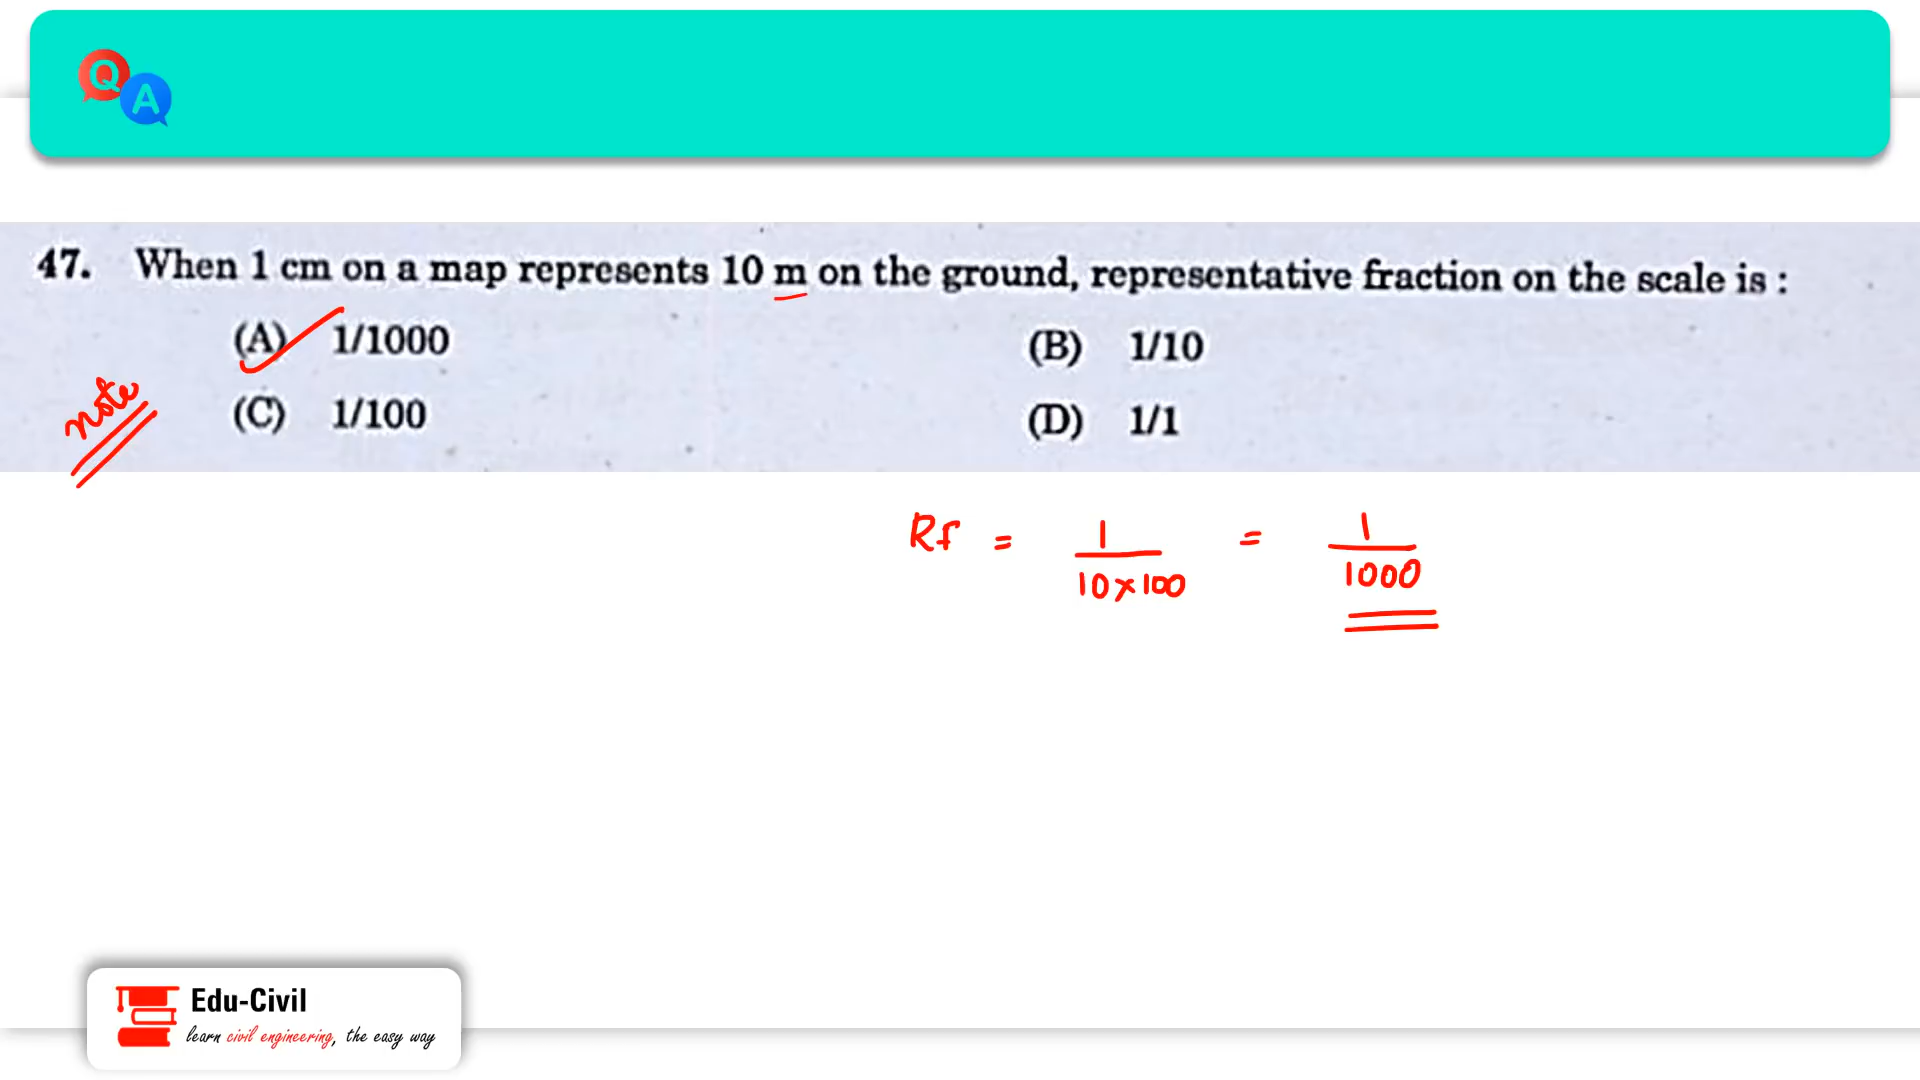 Q
A
47. When 1 cm on a map represents 10 m on the ground, representative fraction on the scale is :
(A) 1/1000 (B) 1/10
note
(C) 1/100 (D) 1/1
Rf = 1/10×100 = 1/1000
Edu-Civil
learn civil engineering, the easy way